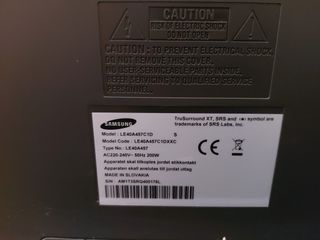 CAUTION
RISK OF ELECTRIC SHOCK
DO NOT OPEN
CAUTION: TO PREVENT ELECTRICAL SHOCK,
DO NOT REMOVE THIS COVER.
NO USER-SERVICEABLE PARTS INSIDE.
REFER SERVICING TO QUALIFIED PERSONNEL.
SAMSUNG
TruSurround XT, SRS and (●) symbol are
trademarks of SRS Labs, Inc.
Model : LE40A457C1D S
Model Code : LE40A457C1DXXC
Type No. : LE40A457
AC220-240V~ 50Hz 200W
Apparatet skal tilkoples jordet stikkontakt
Apparaten skall anslutas till jordat uttag
MADE IN SLOVAKIA
S/N :